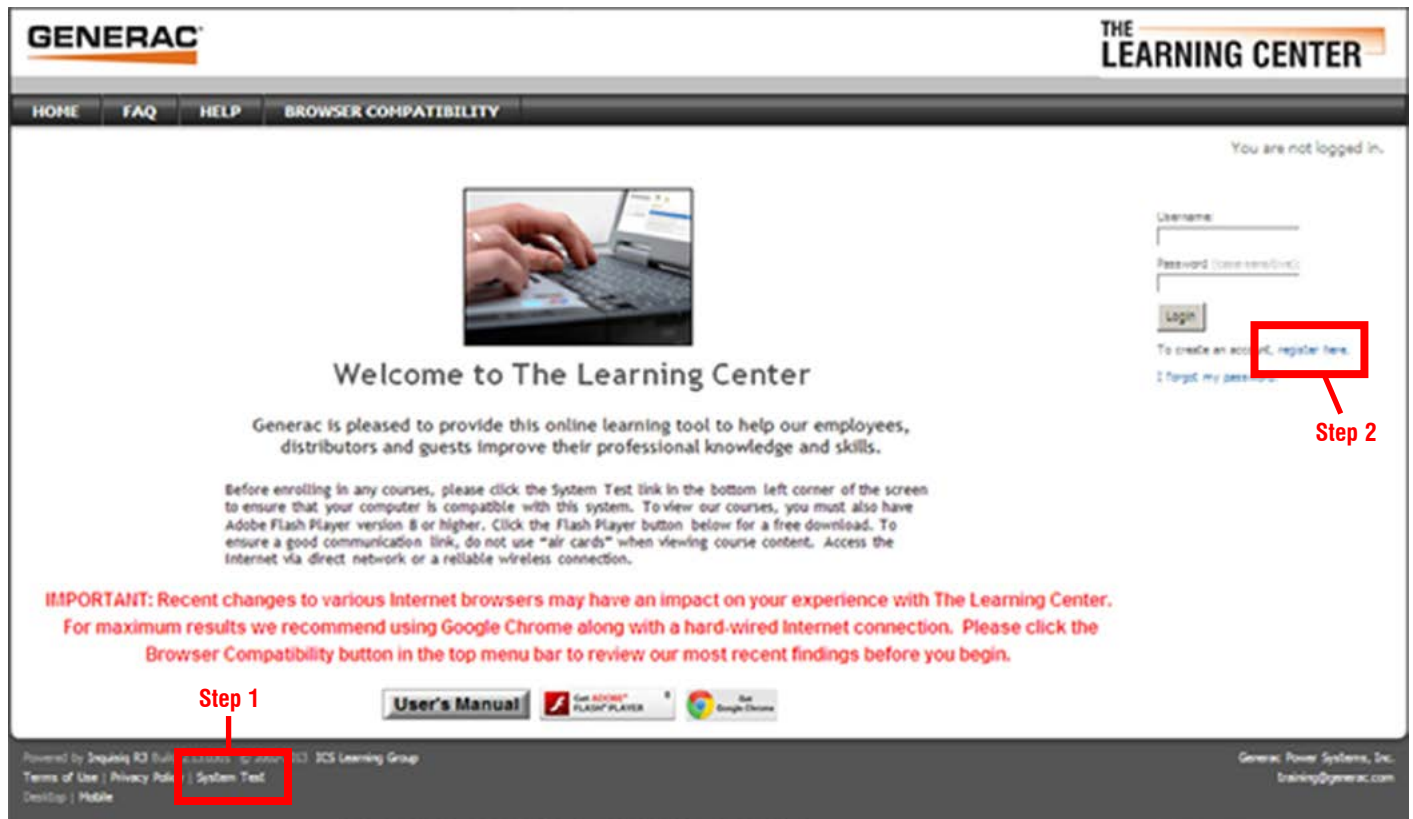 GENERAC
THE
LEARNING CENTER
HOME FAQ HELP BROWSER COMPATIBILITY
You are not logged in.
Username:
Password (case-sensitive):
Login
To create an account, register here.
I forgot my password.
Step 2
Welcome to The Learning Center
Generac is pleased to provide this online learning tool to help our employees,
distributors and guests improve their professional knowledge and skills.
Before enrolling in any courses, please click the System Test link in the bottom left corner of the screen
to ensure that your computer is compatible with this system. To view our courses, you must also have
Adobe Flash Player version 8 or higher. Click the Flash Player button below for a free download. To
ensure a good communication link, do not use "air cards" when viewing course content. Access the
Internet via direct network or a reliable wireless connection.
IMPORTANT: Recent changes to various Internet browsers may have an impact on your experience with The Learning Center.
For maximum results we recommend using Google Chrome along with a hard-wired Internet connection. Please click the
Browser Compatibility button in the top menu bar to review our most recent findings before you begin.
Step 1
User's Manual
Get ADOBE®
FLASH® PLAYER
Get
Google Chrome
Powered by Inquisiq R3 ICS Learning Group
Terms of Use | Privacy Policy | System Test
Desktop | Mobile
Generac Power Systems, Inc.
training@generac.com